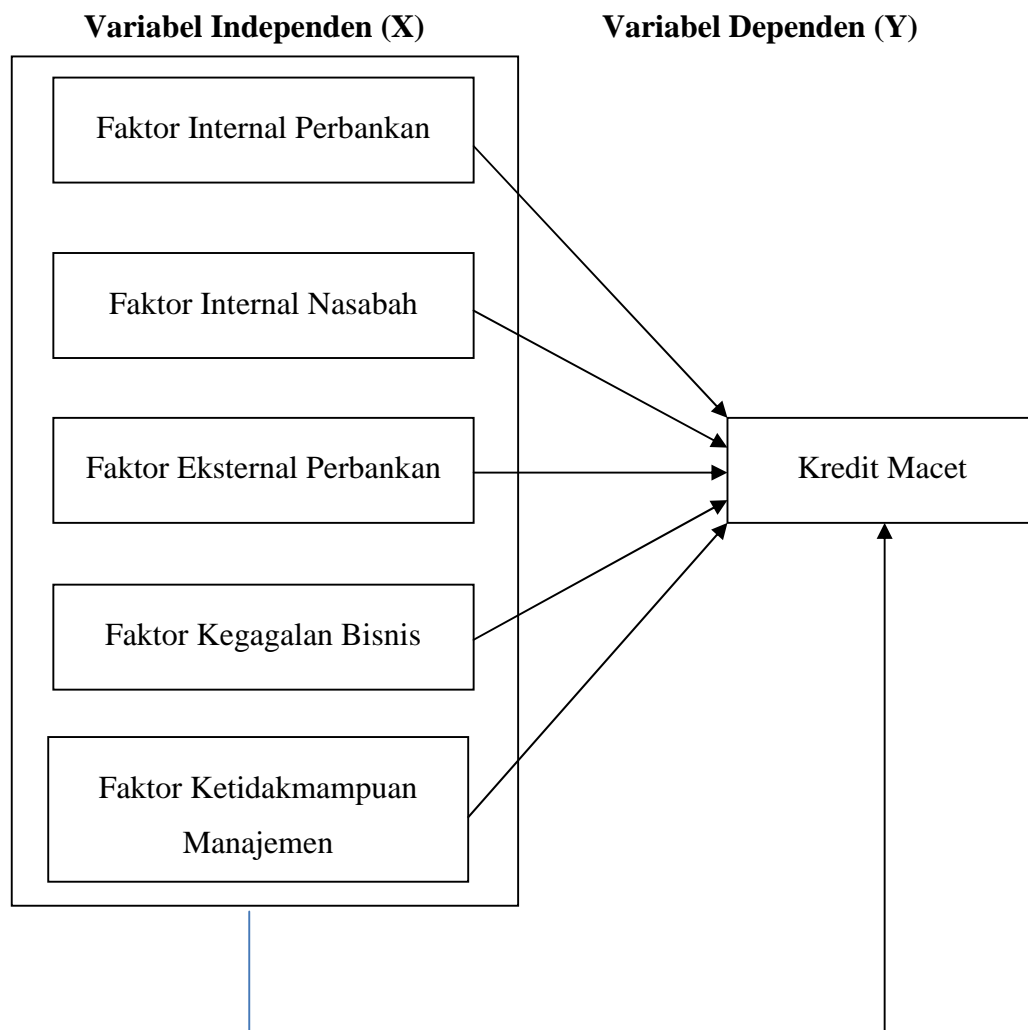 Variabel Independen (X)
Variabel Dependen (Y)
Faktor Internal Perbankan
Faktor Internal Nasabah
Faktor Eksternal Perbankan
Kredit Macet
Faktor Kegagalan Bisnis
Faktor Ketidakmampuan
Manajemen